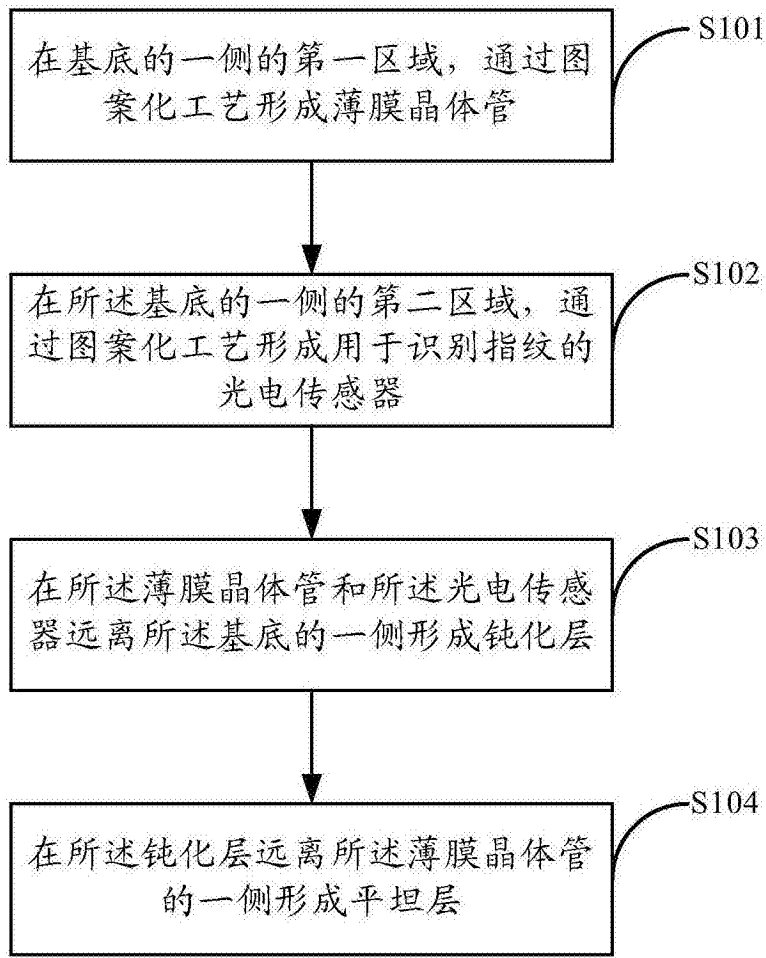 S101
在基底的一侧的第一区域，通过图
案化工艺形成薄膜晶体管
S102
在所述基底的一侧的第二区域，通
过图案化工艺形成用于识别指纹的
光电传感器
S103
在所述薄膜晶体管和所述光电传感
器远离所述基底的一侧形成钝化层
S104
在所述钝化层远离所述薄膜晶体管
的一侧形成平坦层